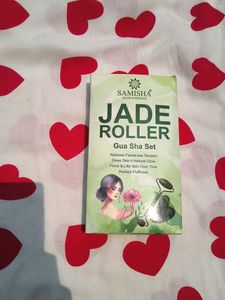 SAMISHA
JADE
ROLLER
Gua Sha Set
Relieves Facial/Jaw Tension
Gives Skin A Natural Glow
Firms & Lifts Skin Over Time
Reduce Puffiness